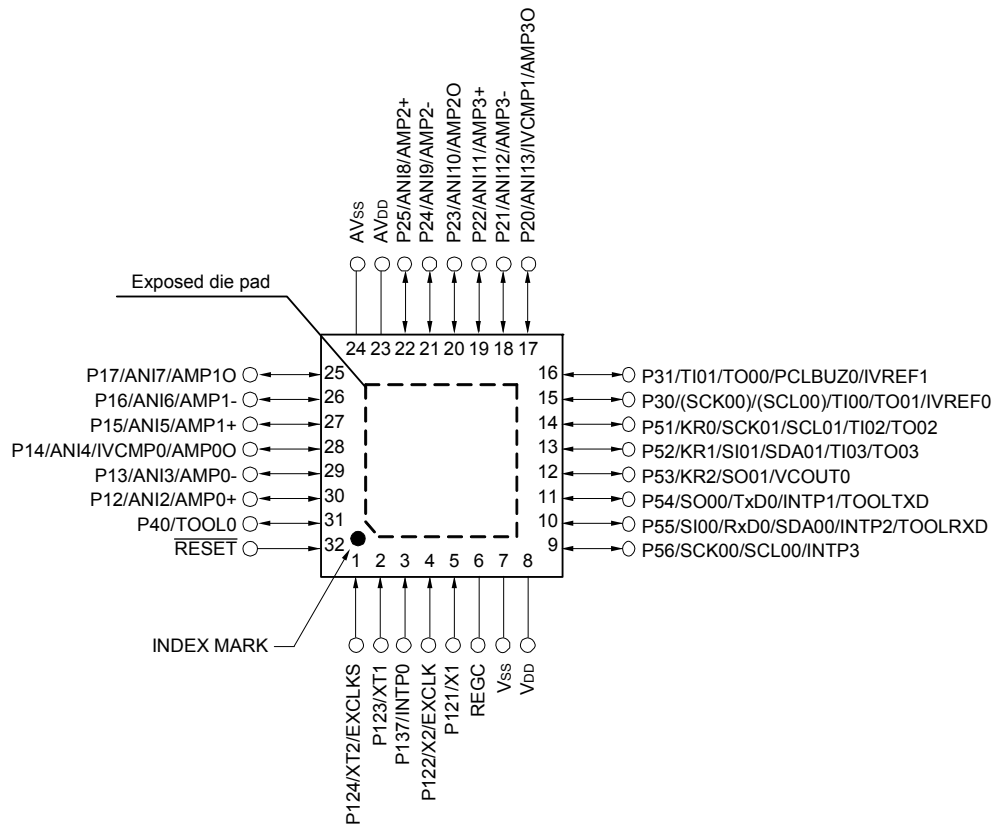 AVSS
AVDD
P25/ANI8/AMP2+
P24/ANI9/AMP2-
P23/ANI10/AMP2O
P22/ANI11/AMP3+
P21/ANI12/AMP3-
P20/ANI13/IVCMP1/AMP3O
Exposed die pad
24 23 22 21 20 19 18 17
P17/ANI7/AMP1O 25
P16/ANI6/AMP1- 26
P15/ANI5/AMP1+ 27
P14/ANI4/IVCMP0/AMP0O 28
P13/ANI3/AMP0- 29
P12/ANI2/AMP0+ 30
P40/TOOL0 31
RESET 32
16 P31/TI01/TO00/PCLBUZ0/IVREF1
15 P30/(SCK00)/(SCL00)/TI00/TO01/IVREF0
14 P51/KR0/SCK01/SCL01/TI02/TO02
13 P52/KR1/SI01/SDA01/TI03/TO03
12 P53/KR2/SO01/VCOUT0
11 P54/SO00/TxD0/INTP1/TOOLTXD
10 P55/SI00/RxD0/SDA00/INTP2/TOOLRXD
9 P56/SCK00/SCL00/INTP3
1 2 3 4 5 6 7 8
INDEX MARK
P124/XT2/EXCLKS
P123/XT1
P137/INTP0
P122/X2/EXCLK
P121/X1
REGC
VSS
VDD